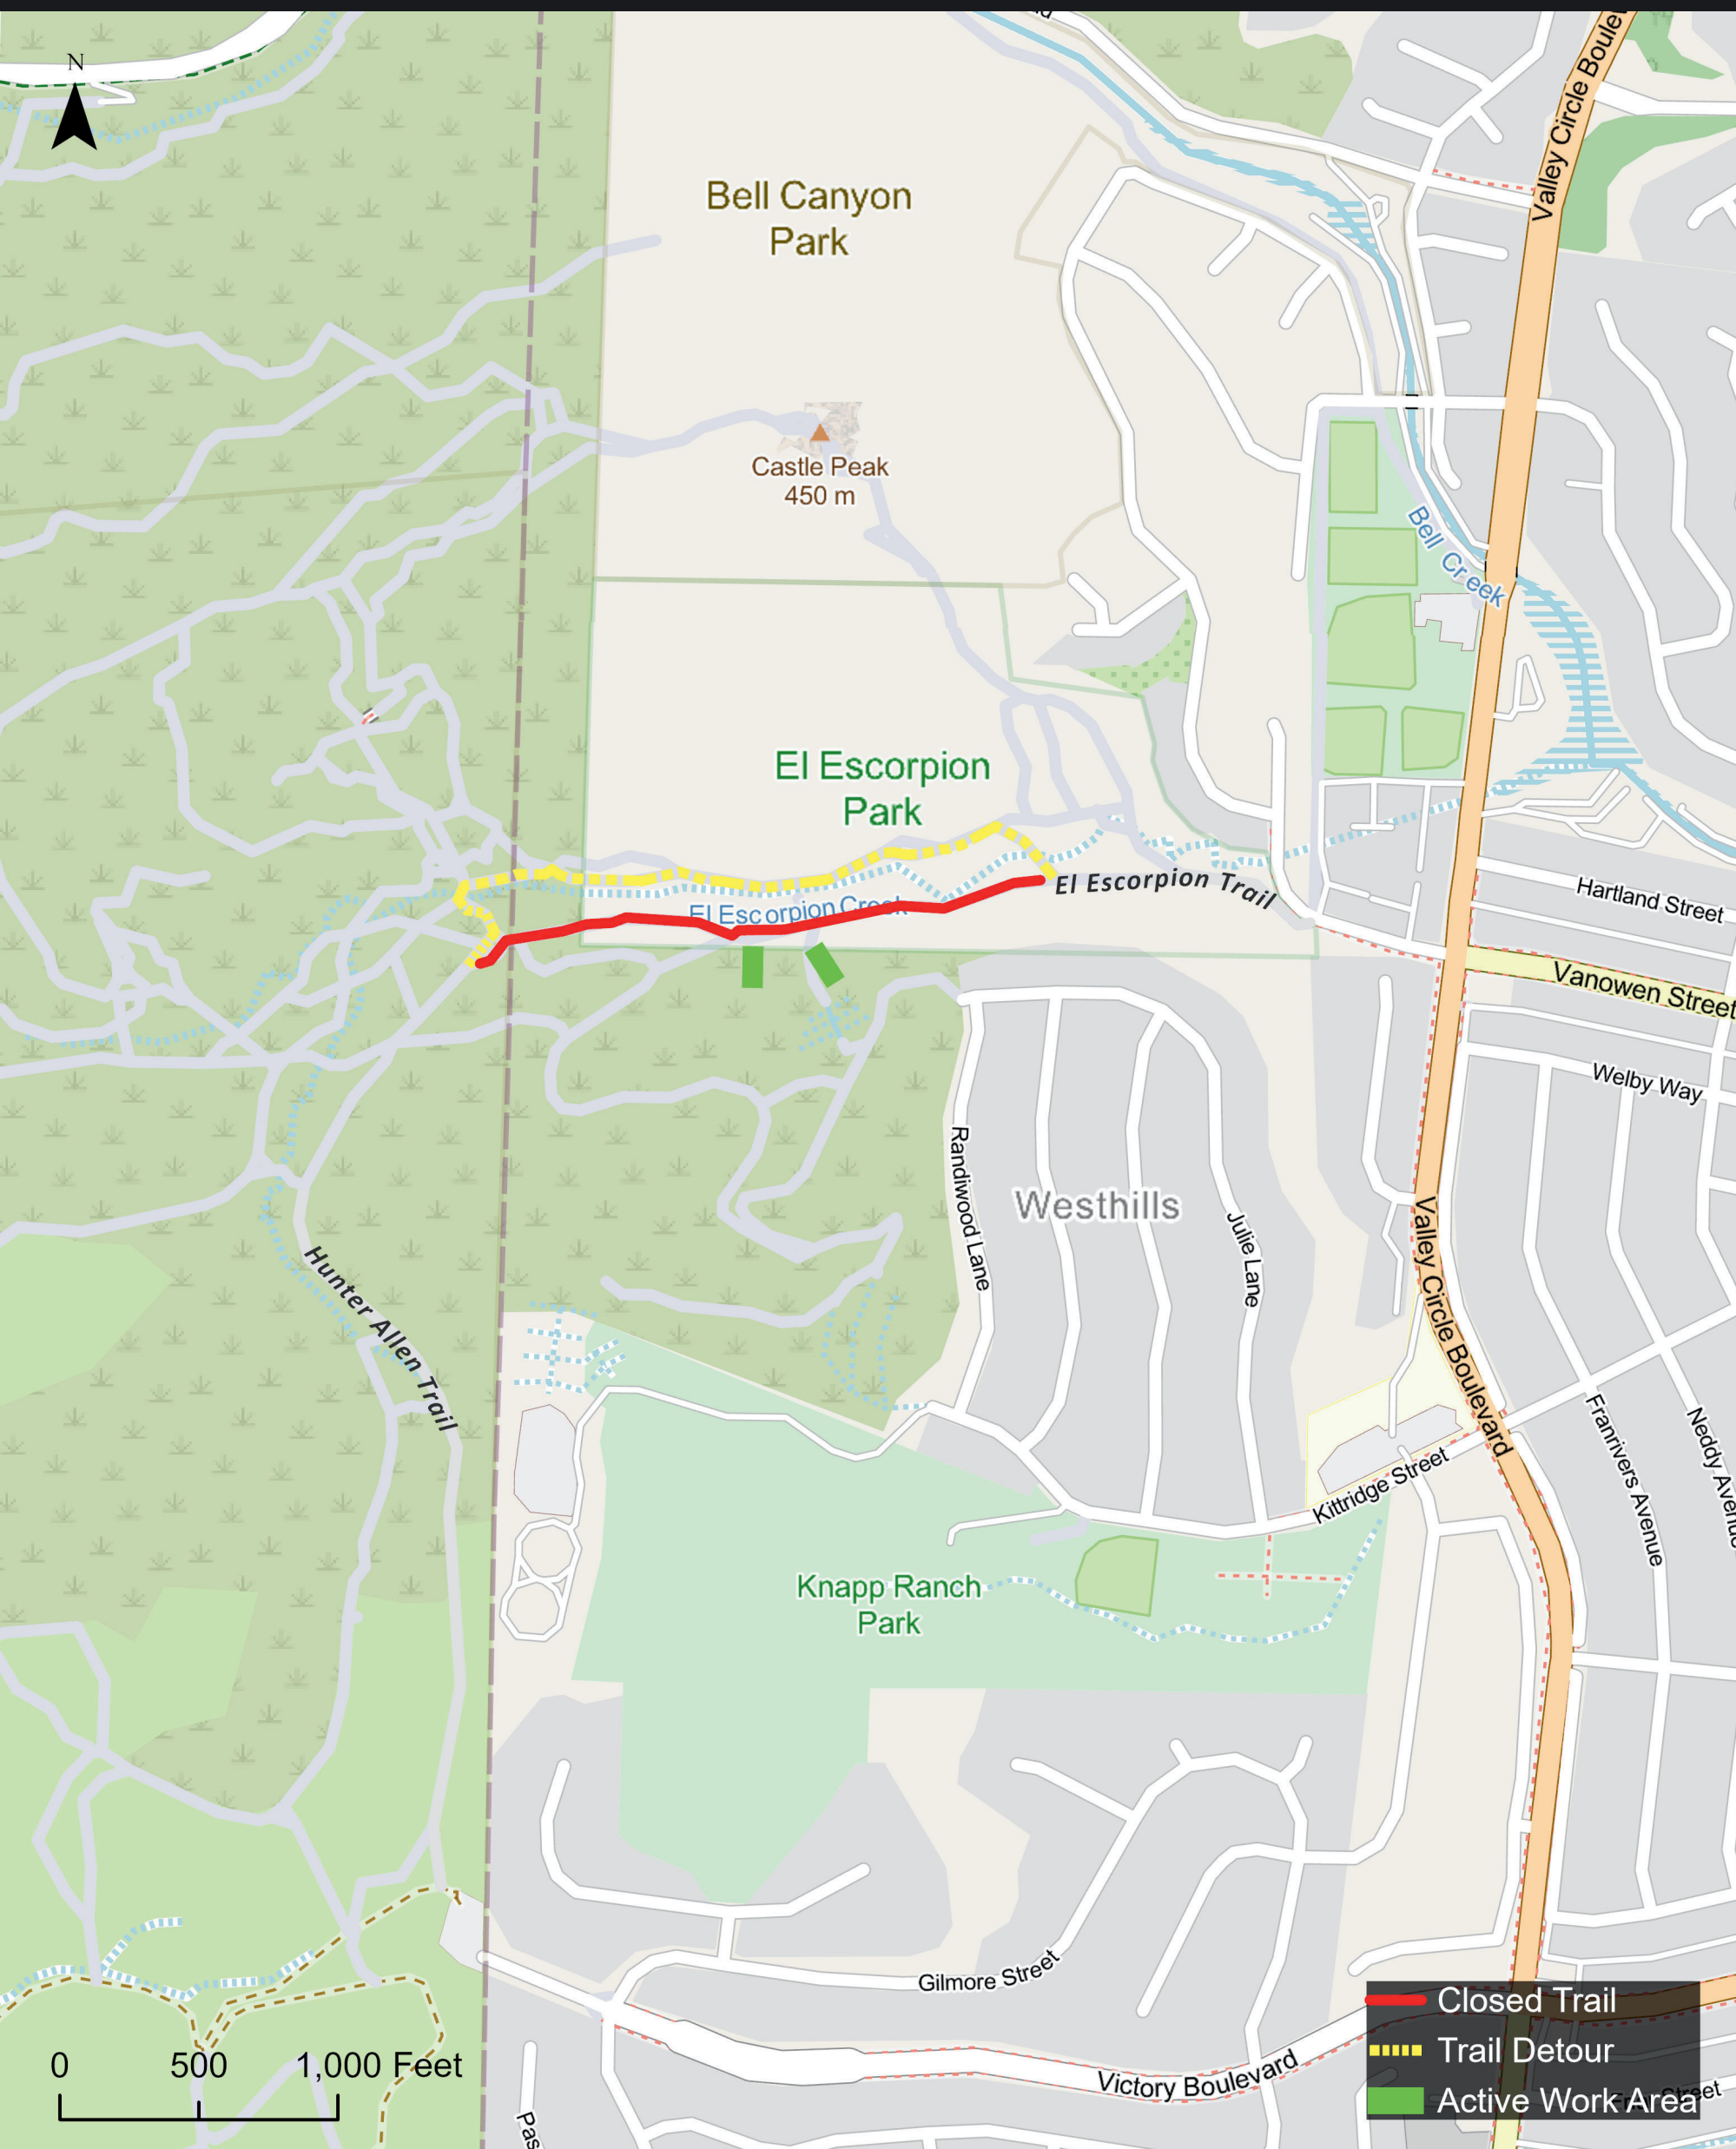 N
Valley Circle Boulev
Bell Canyon
Park
Castle Peak
450 m
Bell Creek
El Escorpion
Park
El Escorpion Trail
El Escorpion Creek
Hartland Street
Vanowen Street
Welby Way
Randiwood Lane
Westhills
Julie Lane
Valley Circle Boulevard
Hunter Allen Trail
Kittridge Street
Franrivers Avenue
Neddy Avenue
Knapp Ranch
Park
Gilmore Street
Victory Boulevard
Pas
0 500 1,000 Feet
Closed Trail
Trail Detour
Active Work Area